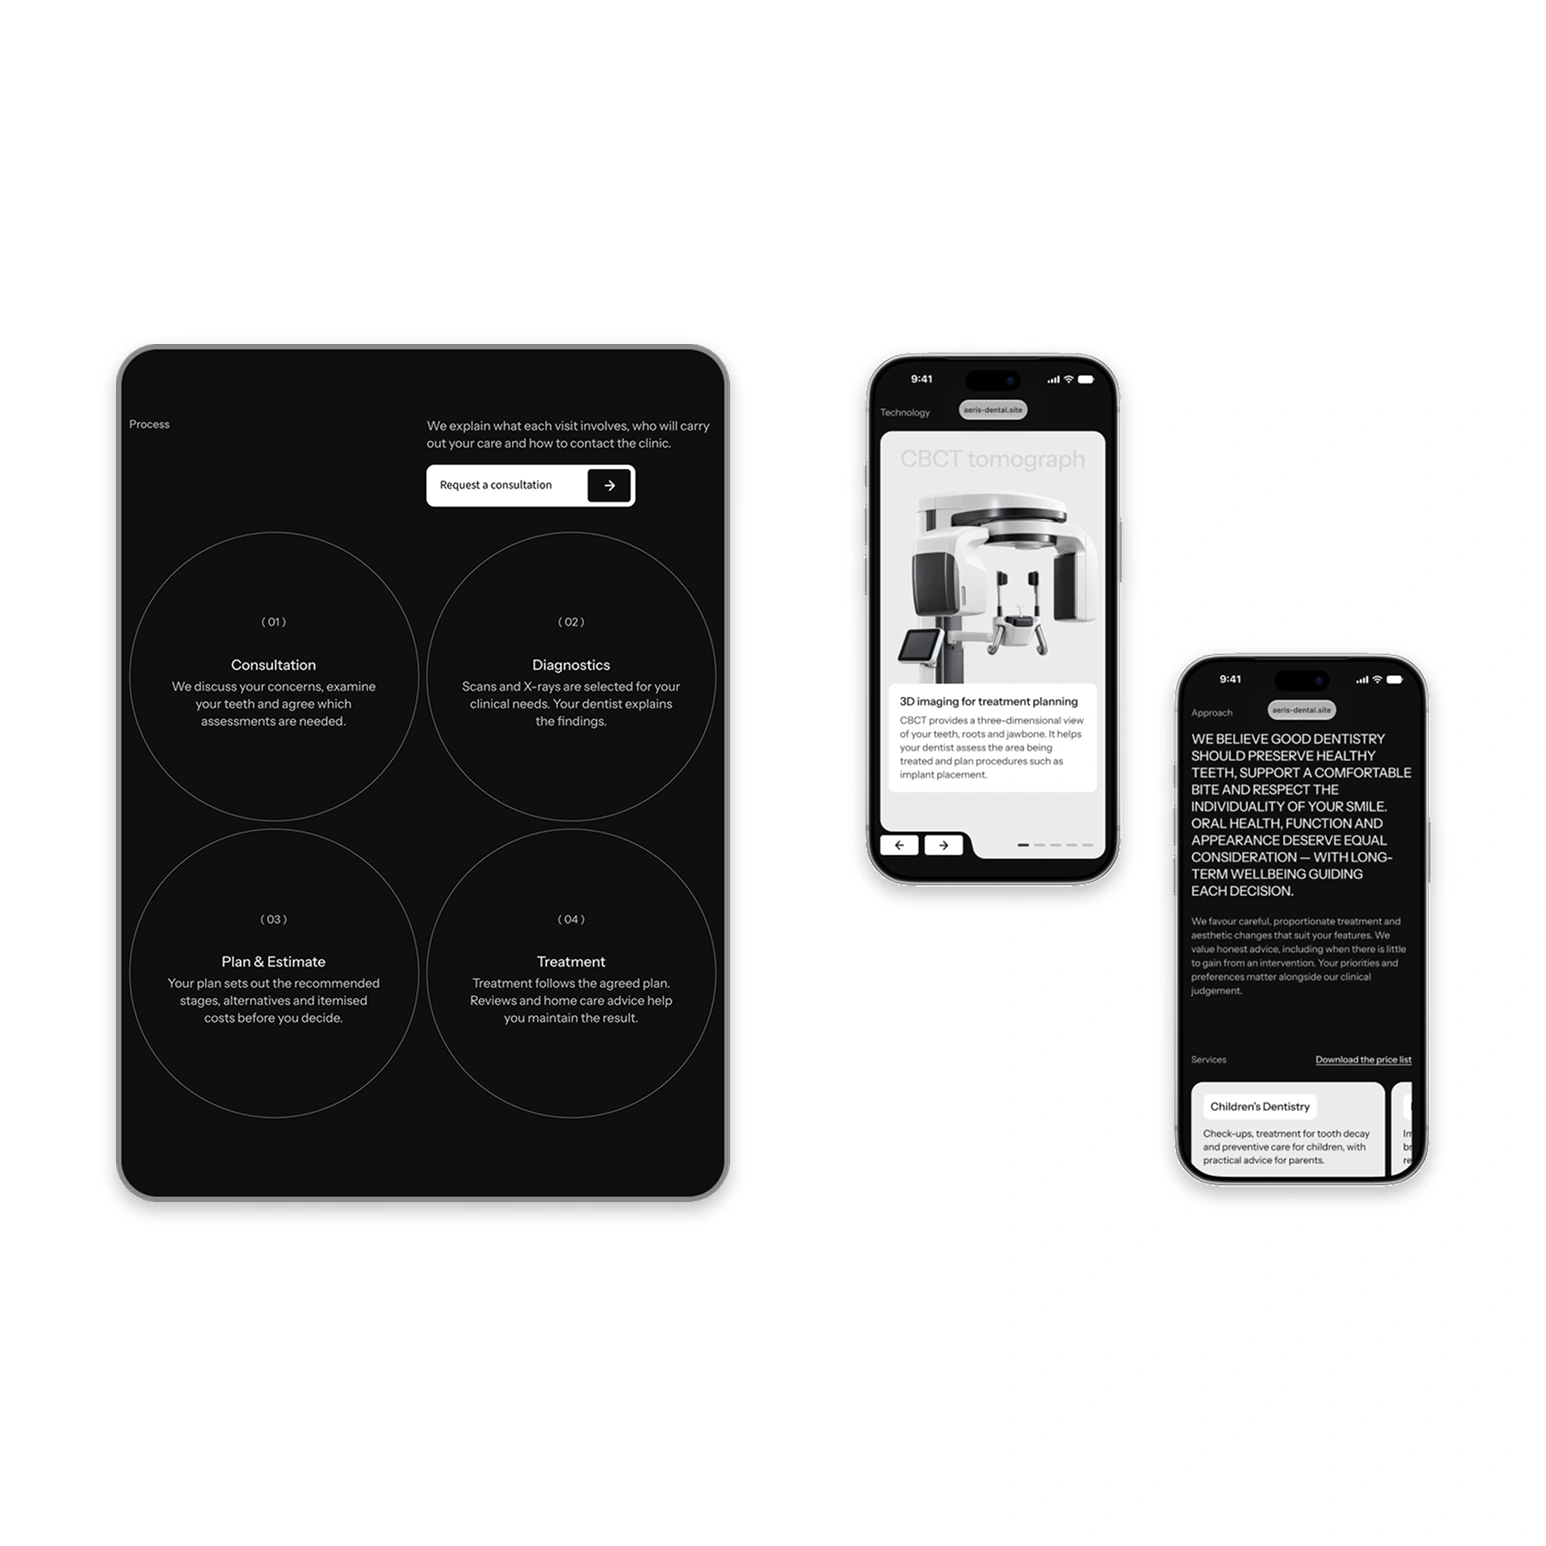 Process
We explain what each visit involves, who will carry
out your care and how to contact the clinic.
Request a consultation
( 01 )
Consultation
We discuss your concerns, examine
your teeth and agree which
assessments are needed.
( 02 )
Diagnostics
Scans and X-rays are selected for your
clinical needs. Your dentist explains
the findings.
( 03 )
Plan & Estimate
Your plan sets out the recommended
stages, alternatives and itemised
costs before you decide.
( 04 )
Treatment
Treatment follows the agreed plan.
Reviews and home care advice help
you maintain the result.
9:41
Technology
aeris-dental.site
CBCT tomograph
3D imaging for treatment planning
CBCT provides a three-dimensional view
of your teeth, roots and jawbone. It helps
your dentist assess the area being
treated and plan procedures such as
implant placement.
9:41
Approach
aeris-dental.site
WE BELIEVE GOOD DENTISTRY
SHOULD PRESERVE HEALTHY
TEETH, SUPPORT A COMFORTABLE
BITE AND RESPECT THE
INDIVIDUALITY OF YOUR SMILE.
ORAL HEALTH, FUNCTION AND
APPEARANCE DESERVE EQUAL
CONSIDERATION — WITH LONG-
TERM WELLBEING GUIDING
EACH DECISION.
We favour careful, proportionate treatment and
aesthetic changes that suit your features. We
value honest advice, including when there is little
to gain from an intervention. Your priorities and
preferences matter alongside our clinical
judgement.
Services
Download the price list
Children's Dentistry
Check-ups, treatment for tooth decay
and preventive care for children, with
practical advice for parents.